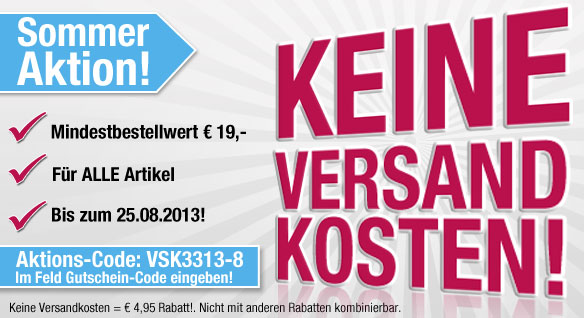 Sommer
Aktion!
Mindestbestellwert € 19,-
Für ALLE Artikel
Bis zum 25.08.2013!
Aktions-Code: VSK3313-8
Im Feld Gutschein-Code eingeben!
KEINE
VERSAND
KOSTEN!
Keine Versandkosten = € 4,95 Rabatt!. Nicht mit anderen Rabatten kombinierbar.